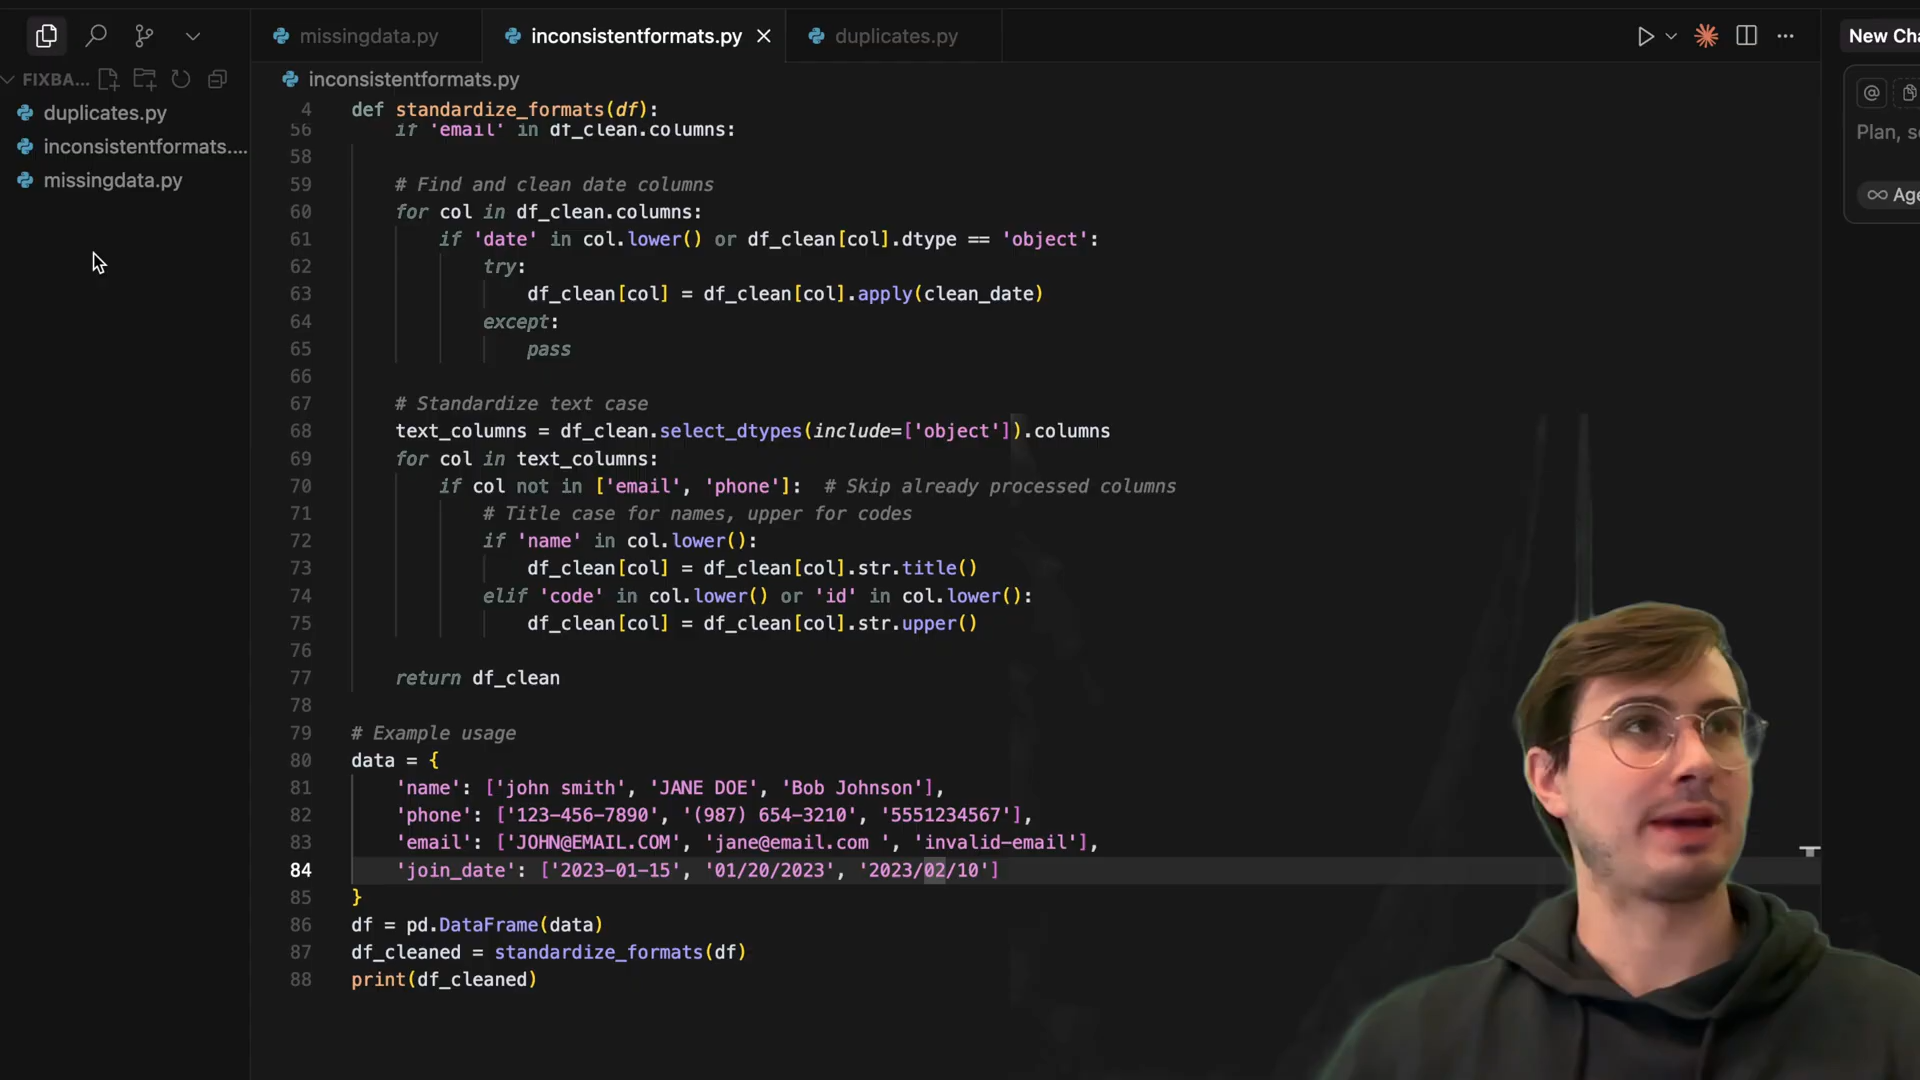 missingdata.py
inconsistentformats.py
duplicates.py
New Cha
FIXBA...
duplicates.py
inconsistentformats....
missingdata.py
inconsistentformats.py
4 def standardize_formats(df):
56 if 'email' in df_clean.columns:
58
59 # Find and clean date columns
60 for col in df_clean.columns:
61 if 'date' in col.lower() or df_clean[col].dtype == 'object':
62 try:
63 df_clean[col] = df_clean[col].apply(clean_date)
64 except:
65 pass
66
67 # Standardize text case
68 text_columns = df_clean.select_dtypes(include=['object']).columns
69 for col in text_columns:
70 if col not in ['email', 'phone']:  # Skip already processed columns
71 # Title case for names, upper for codes
72 if 'name' in col.lower():
73 df_clean[col] = df_clean[col].str.title()
74 elif 'code' in col.lower() or 'id' in col.lower():
75 df_clean[col] = df_clean[col].str.upper()
76
77 return df_clean
78
79 # Example usage
80 data = {
81 'name': ['john smith', 'JANE DOE', 'Bob Johnson'],
82 'phone': ['123-456-7890', '(987) 654-3210', '5551234567'],
83 'email': ['JOHN@EMAIL.COM', 'jane@email.com ', 'invalid-email'],
84 'join_date': ['2023-01-15', '01/20/2023', '2023/02/10']
85 }
86 df = pd.DataFrame(data)
87 df_cleaned = standardize_formats(df)
88 print(df_cleaned)
@
Plan, s
Age